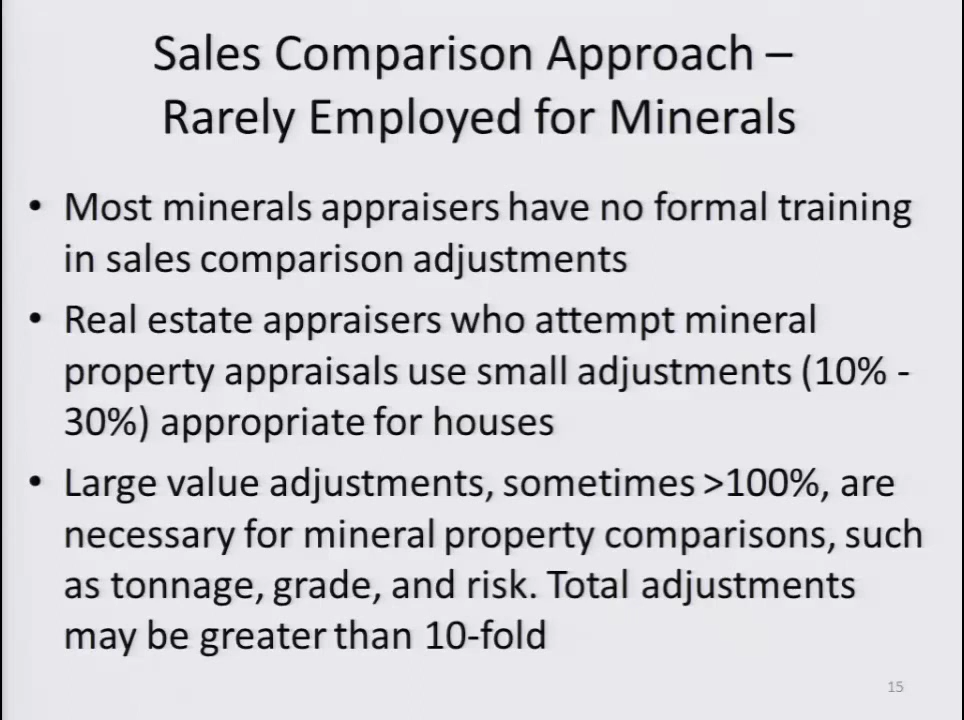 Sales Comparison Approach –
Rarely Employed for Minerals
• Most minerals appraisers have no formal training
in sales comparison adjustments
• Real estate appraisers who attempt mineral
property appraisals use small adjustments (10% -
30%) appropriate for houses
• Large value adjustments, sometimes >100%, are
necessary for mineral property comparisons, such
as tonnage, grade, and risk. Total adjustments
may be greater than 10-fold
15